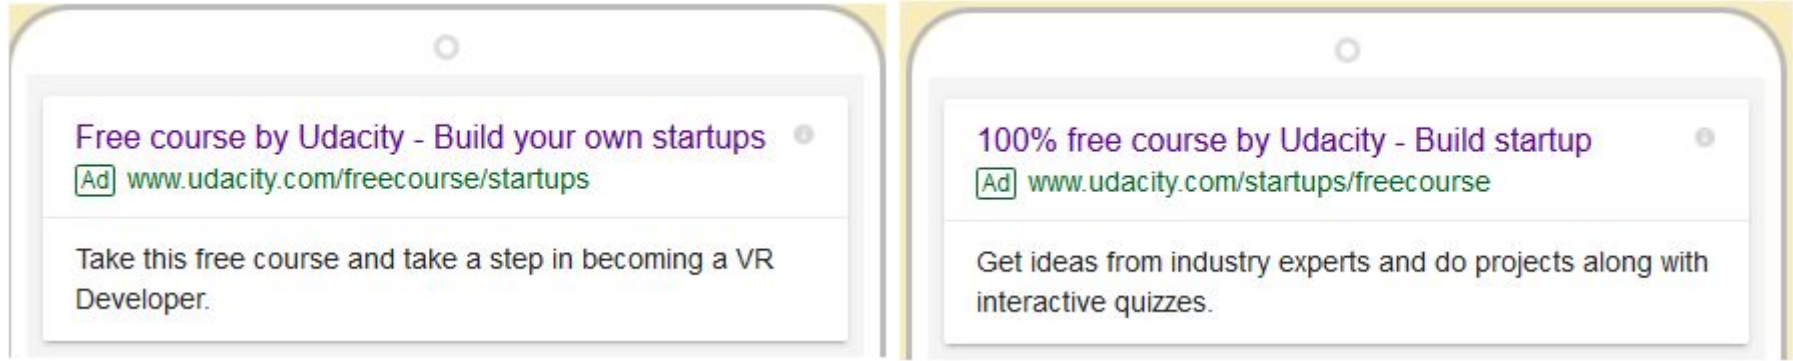 Free course by Udacity - Build your own startups
Ad www.udacity.com/freecourse/startups
Take this free course and take a step in becoming a VR
Developer.
100% free course by Udacity - Build startup
Ad www.udacity.com/startups/freecourse
Get ideas from industry experts and do projects along with
interactive quizzes.